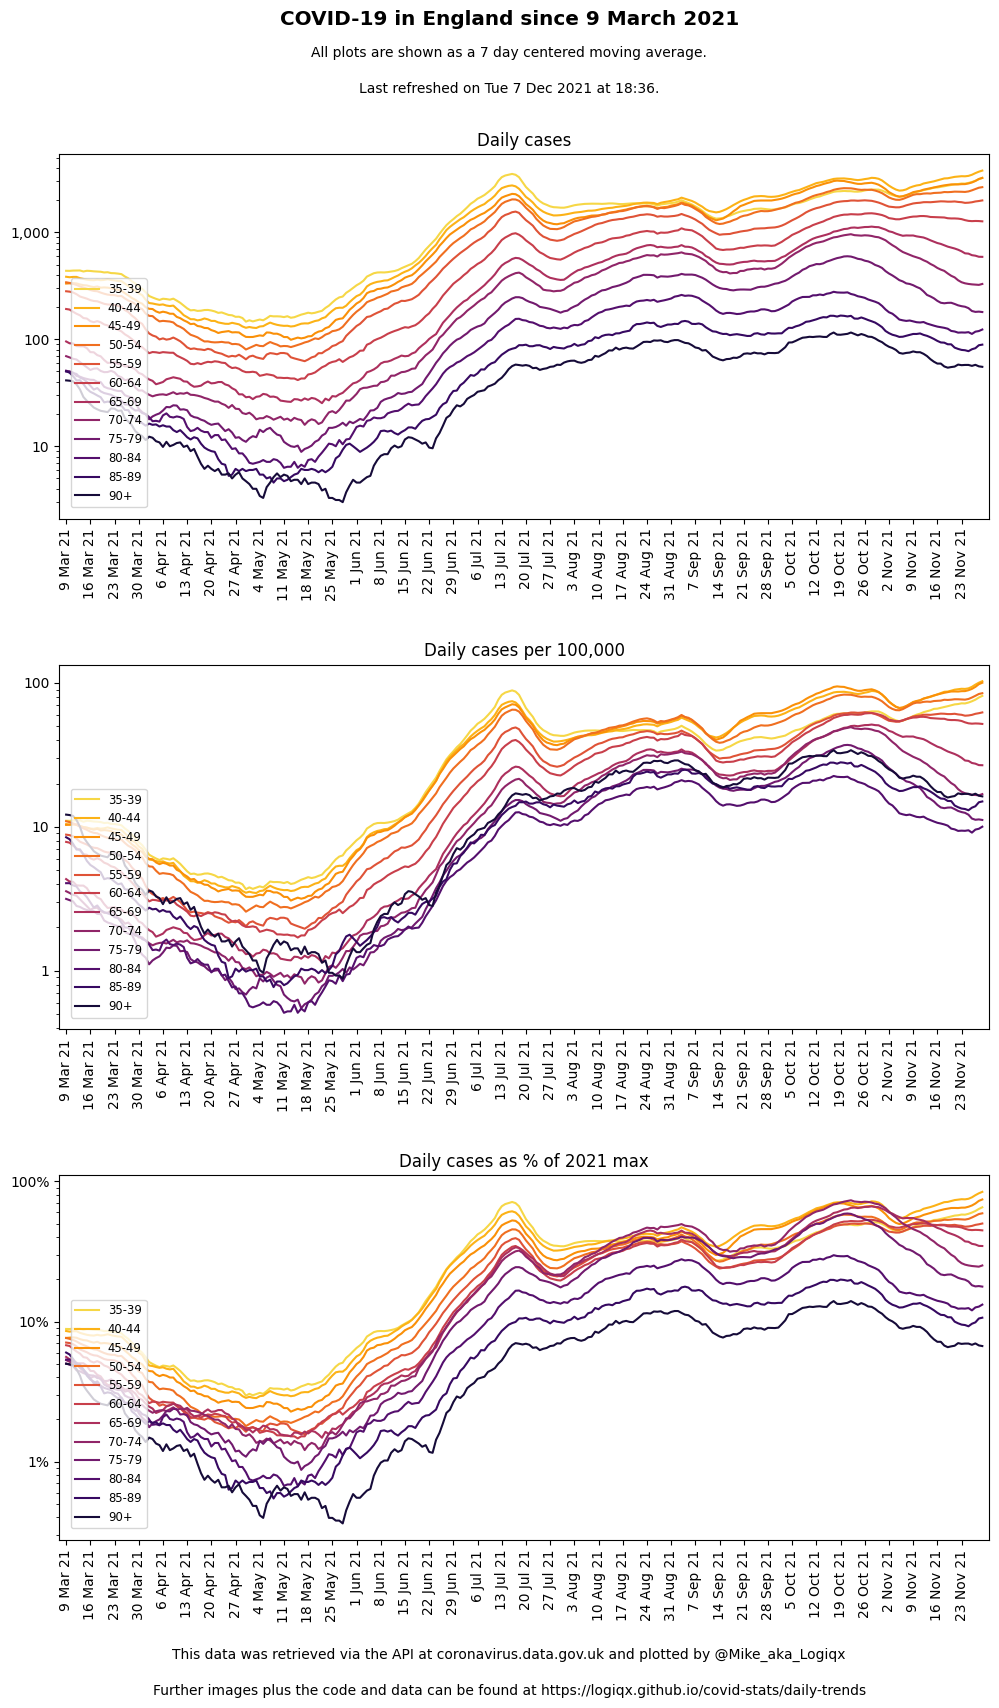 COVID-19 in England since 9 March 2021
All plots are shown as a 7 day centered moving average.
Last refreshed on Tue 7 Dec 2021 at 18:36.
Daily cases
1,000
100
10
35-39
40-44
45-49
50-54
55-59
60-64
65-69
70-74
75-79
80-84
85-89
90+
9 Mar 21
16 Mar 21
23 Mar 21
30 Mar 21
6 Apr 21
13 Apr 21
20 Apr 21
27 Apr 21
4 May 21
11 May 21
18 May 21
25 May 21
1 Jun 21
8 Jun 21
15 Jun 21
22 Jun 21
29 Jun 21
6 Jul 21
13 Jul 21
20 Jul 21
27 Jul 21
3 Aug 21
10 Aug 21
17 Aug 21
24 Aug 21
31 Aug 21
7 Sep 21
14 Sep 21
21 Sep 21
28 Sep 21
5 Oct 21
12 Oct 21
19 Oct 21
26 Oct 21
2 Nov 21
9 Nov 21
16 Nov 21
23 Nov 21
Daily cases per 100,000
100
10
1
35-39
40-44
45-49
50-54
55-59
60-64
65-69
70-74
75-79
80-84
85-89
90+
9 Mar 21
16 Mar 21
23 Mar 21
30 Mar 21
6 Apr 21
13 Apr 21
20 Apr 21
27 Apr 21
4 May 21
11 May 21
18 May 21
25 May 21
1 Jun 21
8 Jun 21
15 Jun 21
22 Jun 21
29 Jun 21
6 Jul 21
13 Jul 21
20 Jul 21
27 Jul 21
3 Aug 21
10 Aug 21
17 Aug 21
24 Aug 21
31 Aug 21
7 Sep 21
14 Sep 21
21 Sep 21
28 Sep 21
5 Oct 21
12 Oct 21
19 Oct 21
26 Oct 21
2 Nov 21
9 Nov 21
16 Nov 21
23 Nov 21
Daily cases as % of 2021 max
100%
10%
1%
35-39
40-44
45-49
50-54
55-59
60-64
65-69
70-74
75-79
80-84
85-89
90+
9 Mar 21
16 Mar 21
23 Mar 21
30 Mar 21
6 Apr 21
13 Apr 21
20 Apr 21
27 Apr 21
4 May 21
11 May 21
18 May 21
25 May 21
1 Jun 21
8 Jun 21
15 Jun 21
22 Jun 21
29 Jun 21
6 Jul 21
13 Jul 21
20 Jul 21
27 Jul 21
3 Aug 21
10 Aug 21
17 Aug 21
24 Aug 21
31 Aug 21
7 Sep 21
14 Sep 21
21 Sep 21
28 Sep 21
5 Oct 21
12 Oct 21
19 Oct 21
26 Oct 21
2 Nov 21
9 Nov 21
16 Nov 21
23 Nov 21
This data was retrieved via the API at coronavirus.data.gov.uk and plotted by @Mike_aka_Logiqx
Further images plus the code and data can be found at https://logiqx.github.io/covid-stats/daily-trends